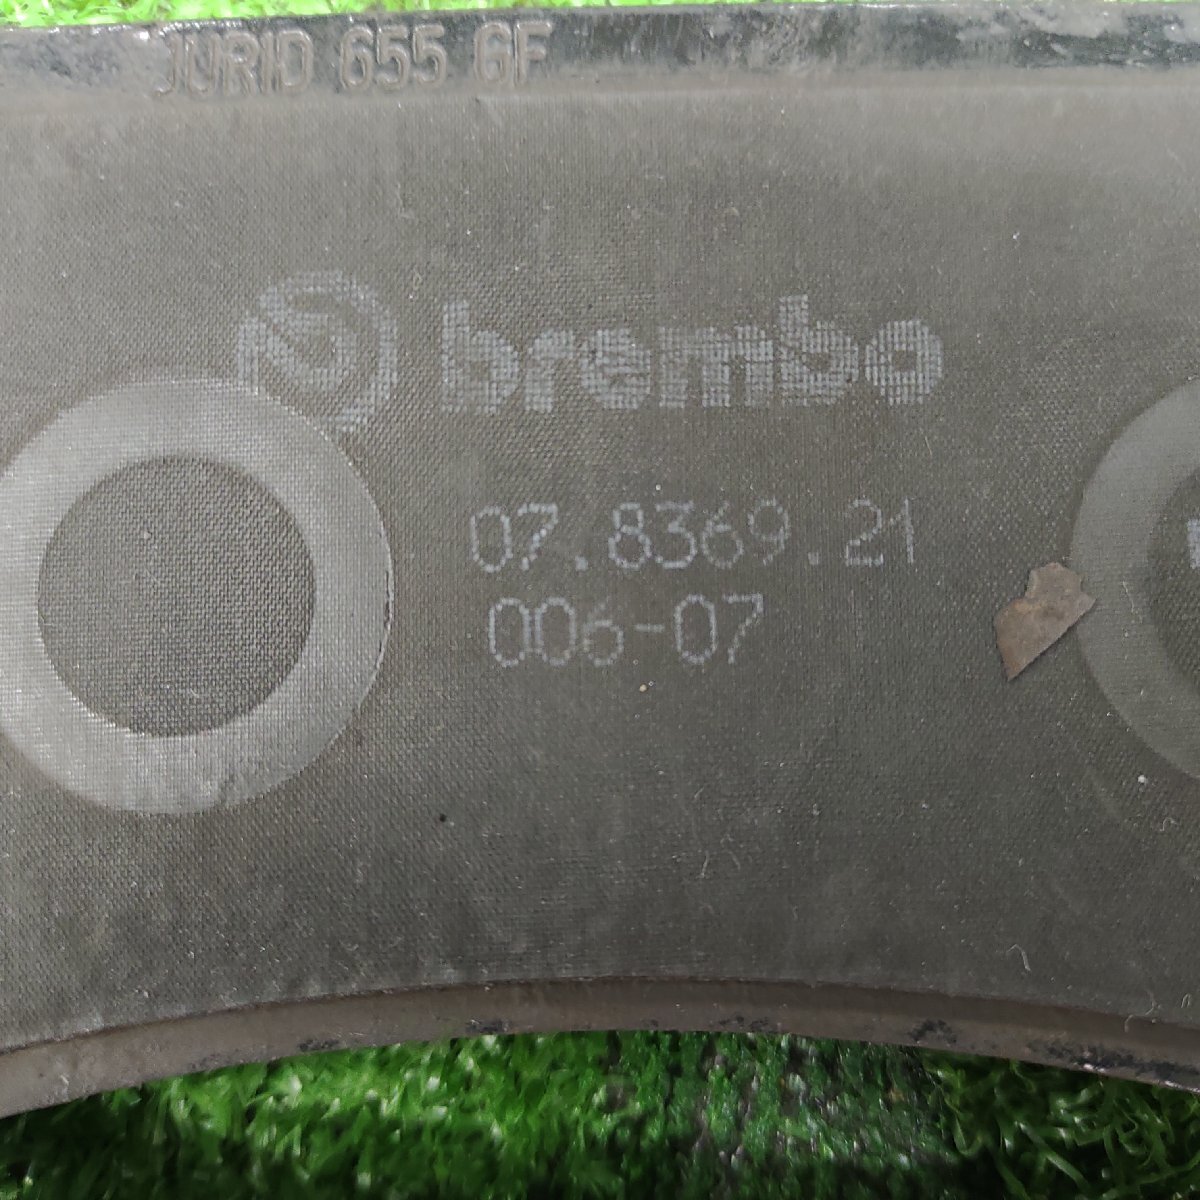 JURID 655 GF
brembo
07.8369.21
006-07